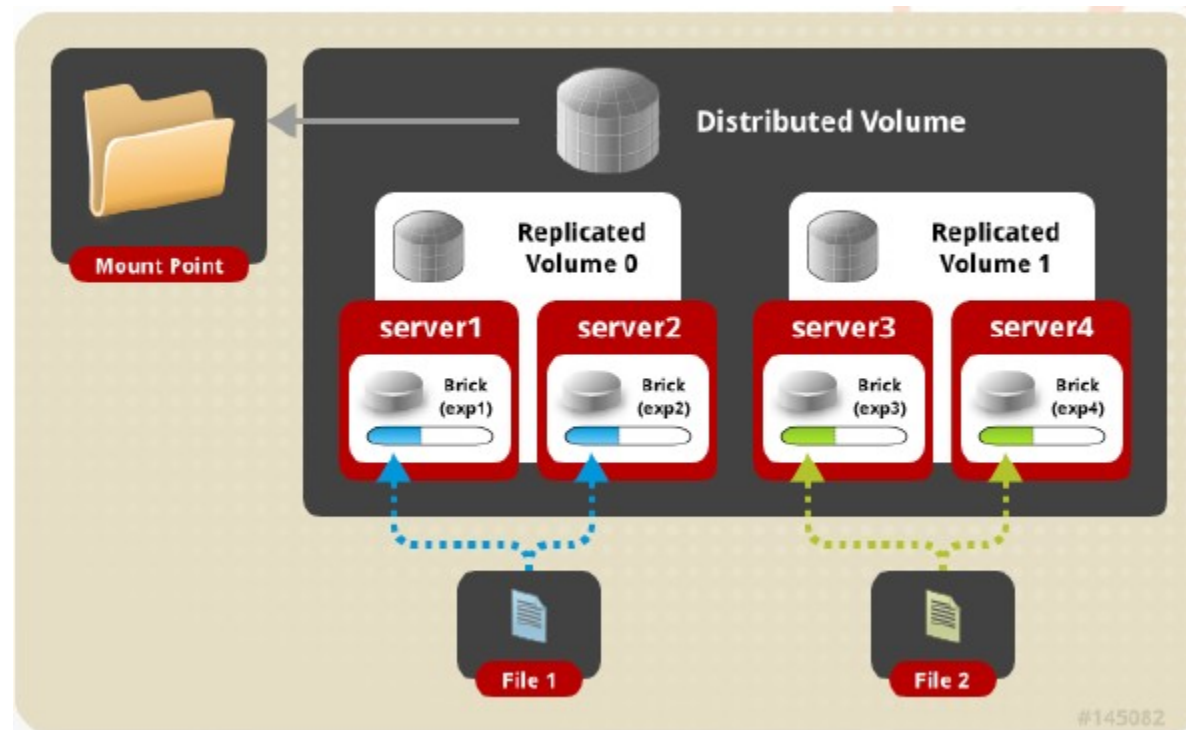 Distributed Volume
Mount Point
Replicated
Volume 0
Replicated
Volume 1
server1
server2
server3
server4
Brick
(exp1)
Brick
(exp2)
Brick
(exp3)
Brick
(exp4)
File 1
File 2
#145082